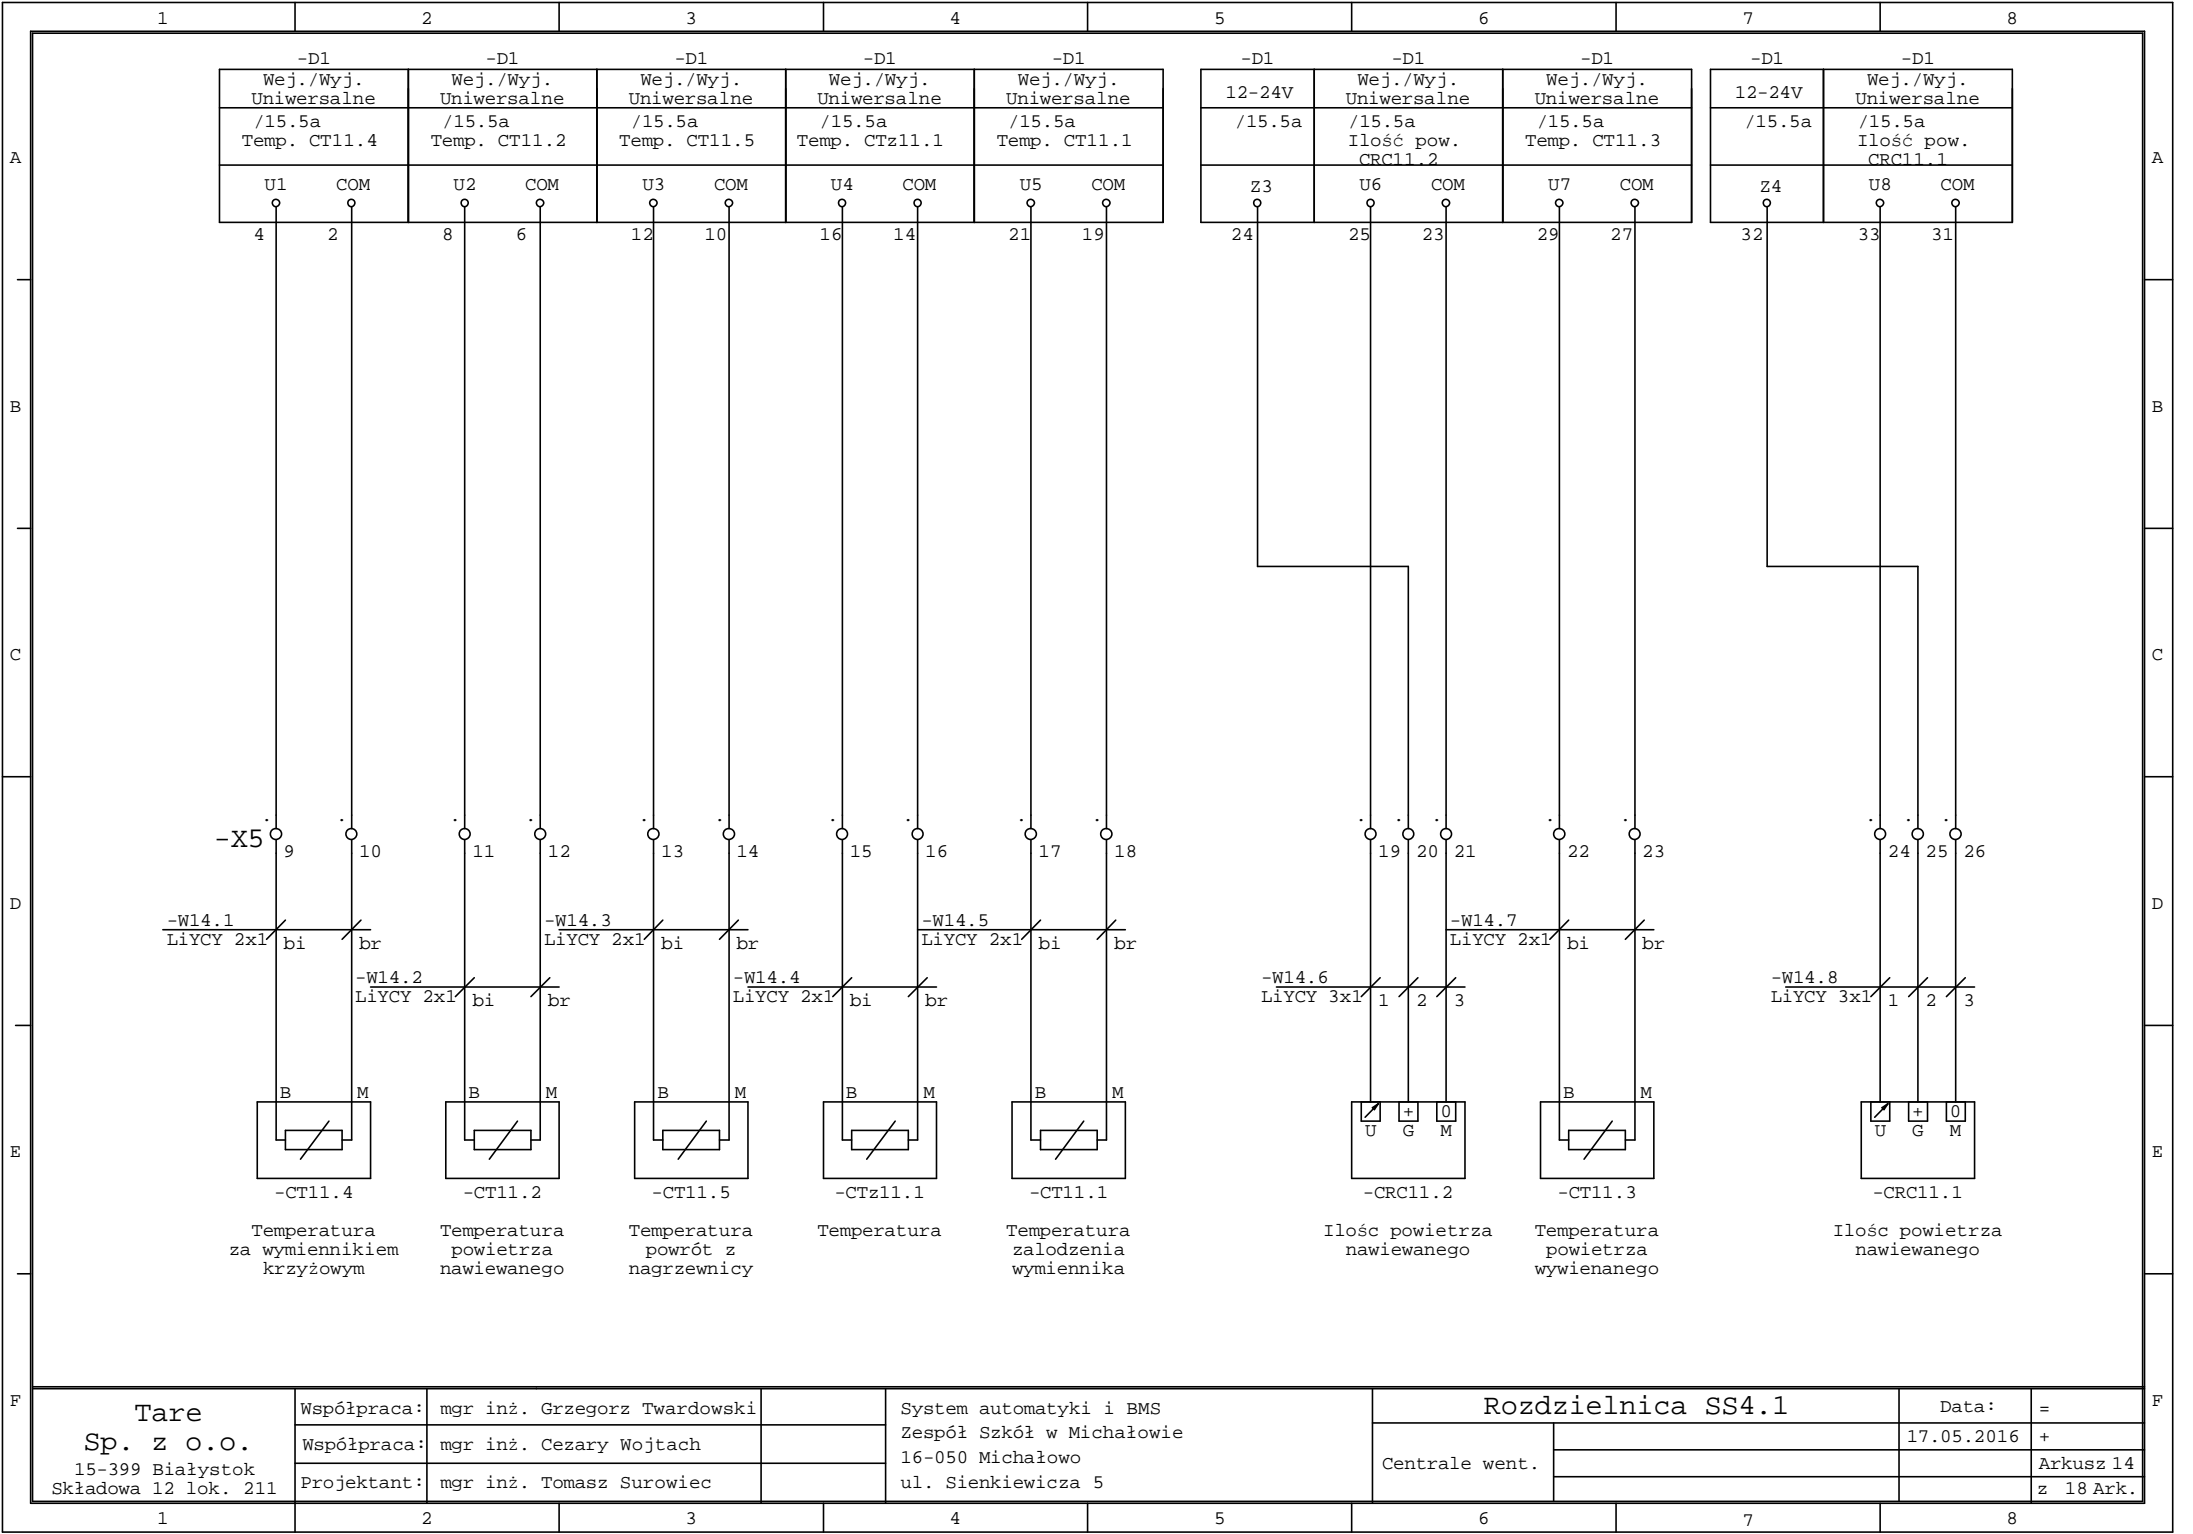 1 2 3 4 5 6 7 8
-D1 -D1 -D1 -D1 -D1 -D1 -D1 -D1 -D1 -D1
Wej./Wyj. Wej./Wyj. Wej./Wyj. Wej./Wyj. Wej./Wyj. Wej./Wyj. Wej./Wyj. Wej./Wyj.
Uniwersalne Uniwersalne Uniwersalne Uniwersalne Uniwersalne 12-24V Uniwersalne Uniwersalne 12-24V Uniwersalne
/15.5a /15.5a /15.5a /15.5a /15.5a /15.5a /15.5a /15.5a /15.5a /15.5a
Temp. CT11.4 Temp. CT11.2 Temp. CT11.5 Temp. CTz11.1 Temp. CT11.1 Ilość pow. Temp. CT11.3 Ilość pow.
A CRC11.2 CRC11.1 A
U1 COM U2 COM U3 COM U4 COM U5 COM Z3 U6 COM U7 COM Z4 U8 COM
4 2 8 6 12 10 16 14 21 19 24 25 23 29 27 32 33 31
B B
C C
-X5
9 10 11 12 13 14 15 16 17 18 19 20 21 22 23 24 25 26
D D
-W14.1 -W14.3 -W14.5 -W14.7
LiYCY 2x1 bi br LiYCY 2x1 bi br LiYCY 2x1 bi br LiYCY 2x1 bi br
-W14.2 -W14.4 -W14.6 -W14.8
LiYCY 2x1 bi br LiYCY 2x1 bi br LiYCY 3x1 1 2 3 LiYCY 3x1 1 2 3
B M B M B M B M B M B M
+ 0 + 0
U G M U G M
E E
-CT11.4 -CT11.2 -CT11.5 -CTz11.1 -CT11.1 -CRC11.2 -CT11.3 -CRC11.1
Temperatura Temperatura Temperatura Temperatura Temperatura Ilośc powietrza Temperatura Ilośc powietrza
za wymiennikiem powietrza powrót z zalodzenia nawiewanego powietrza nawiewanego
krzyżowym nawiewanego nagrzewnicy wymiennika wywienanego
F F
Tare
Sp. z o.o.
15-399 Białystok
Składowa 12 lok. 211
Współpraca: mgr inż. Grzegorz Twardowski
Współpraca: mgr inż. Cezary Wojtach
Projektant: mgr inż. Tomasz Surowiec
System automatyki i BMS
Zespół Szkół w Michałowie
16-050 Michałowo
ul. Sienkiewicza 5
Rozdzielnica SS4.1
Centrale went.
Data:
17.05.2016
=
+
Arkusz 14
z 18 Ark.
1 2 3 4 5 6 7 8